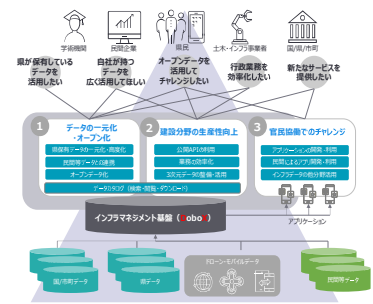 学術機関
民間企業
県民
土木・インフラ事業者
国/県/市町
県が保有している
データを
活用したい
自社が持つ
データを
広く活用してほしい
オープンデータを
活用して
チャレンジしたい
行政業務を
効率化したい
新たなサービスを
提供したい
1
データの一元化
・オープン化
県保有データの一元化・高度化
民間等データとの連携
オープンデータ化
2
建設分野の生産性向上
公開APIの利用
業務の効率化
3次元データの整備・活用
3
官民協働でのチャレンジ
アプリケーションの開発・利用
民間によるアプリ開発・利用
インフラデータの他分野活用
データカタログ（検索・閲覧・ダウンロード）
インフラマネジメント基盤（DoboX）
アプリケーション
国/市町データ
県データ
ドローン・モバイルデータ
民間等データ